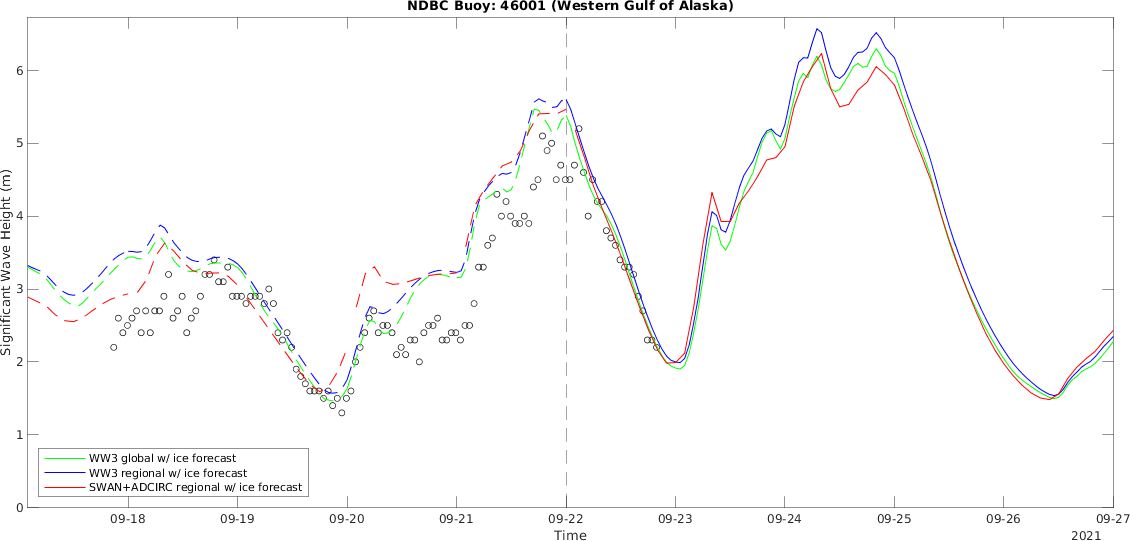 NDBC Buoy: 46001 (Western Gulf of Alaska)
Significant Wave Height (m)
6
5
4
3
2
1
0
WW3 global w/ ice forecast
WW3 regional w/ ice forecast
SWAN+ADCIRC regional w/ ice forecast
09-18 09-19 09-20 09-21 09-22 09-23 09-24 09-25 09-26 09-27
Time
2021